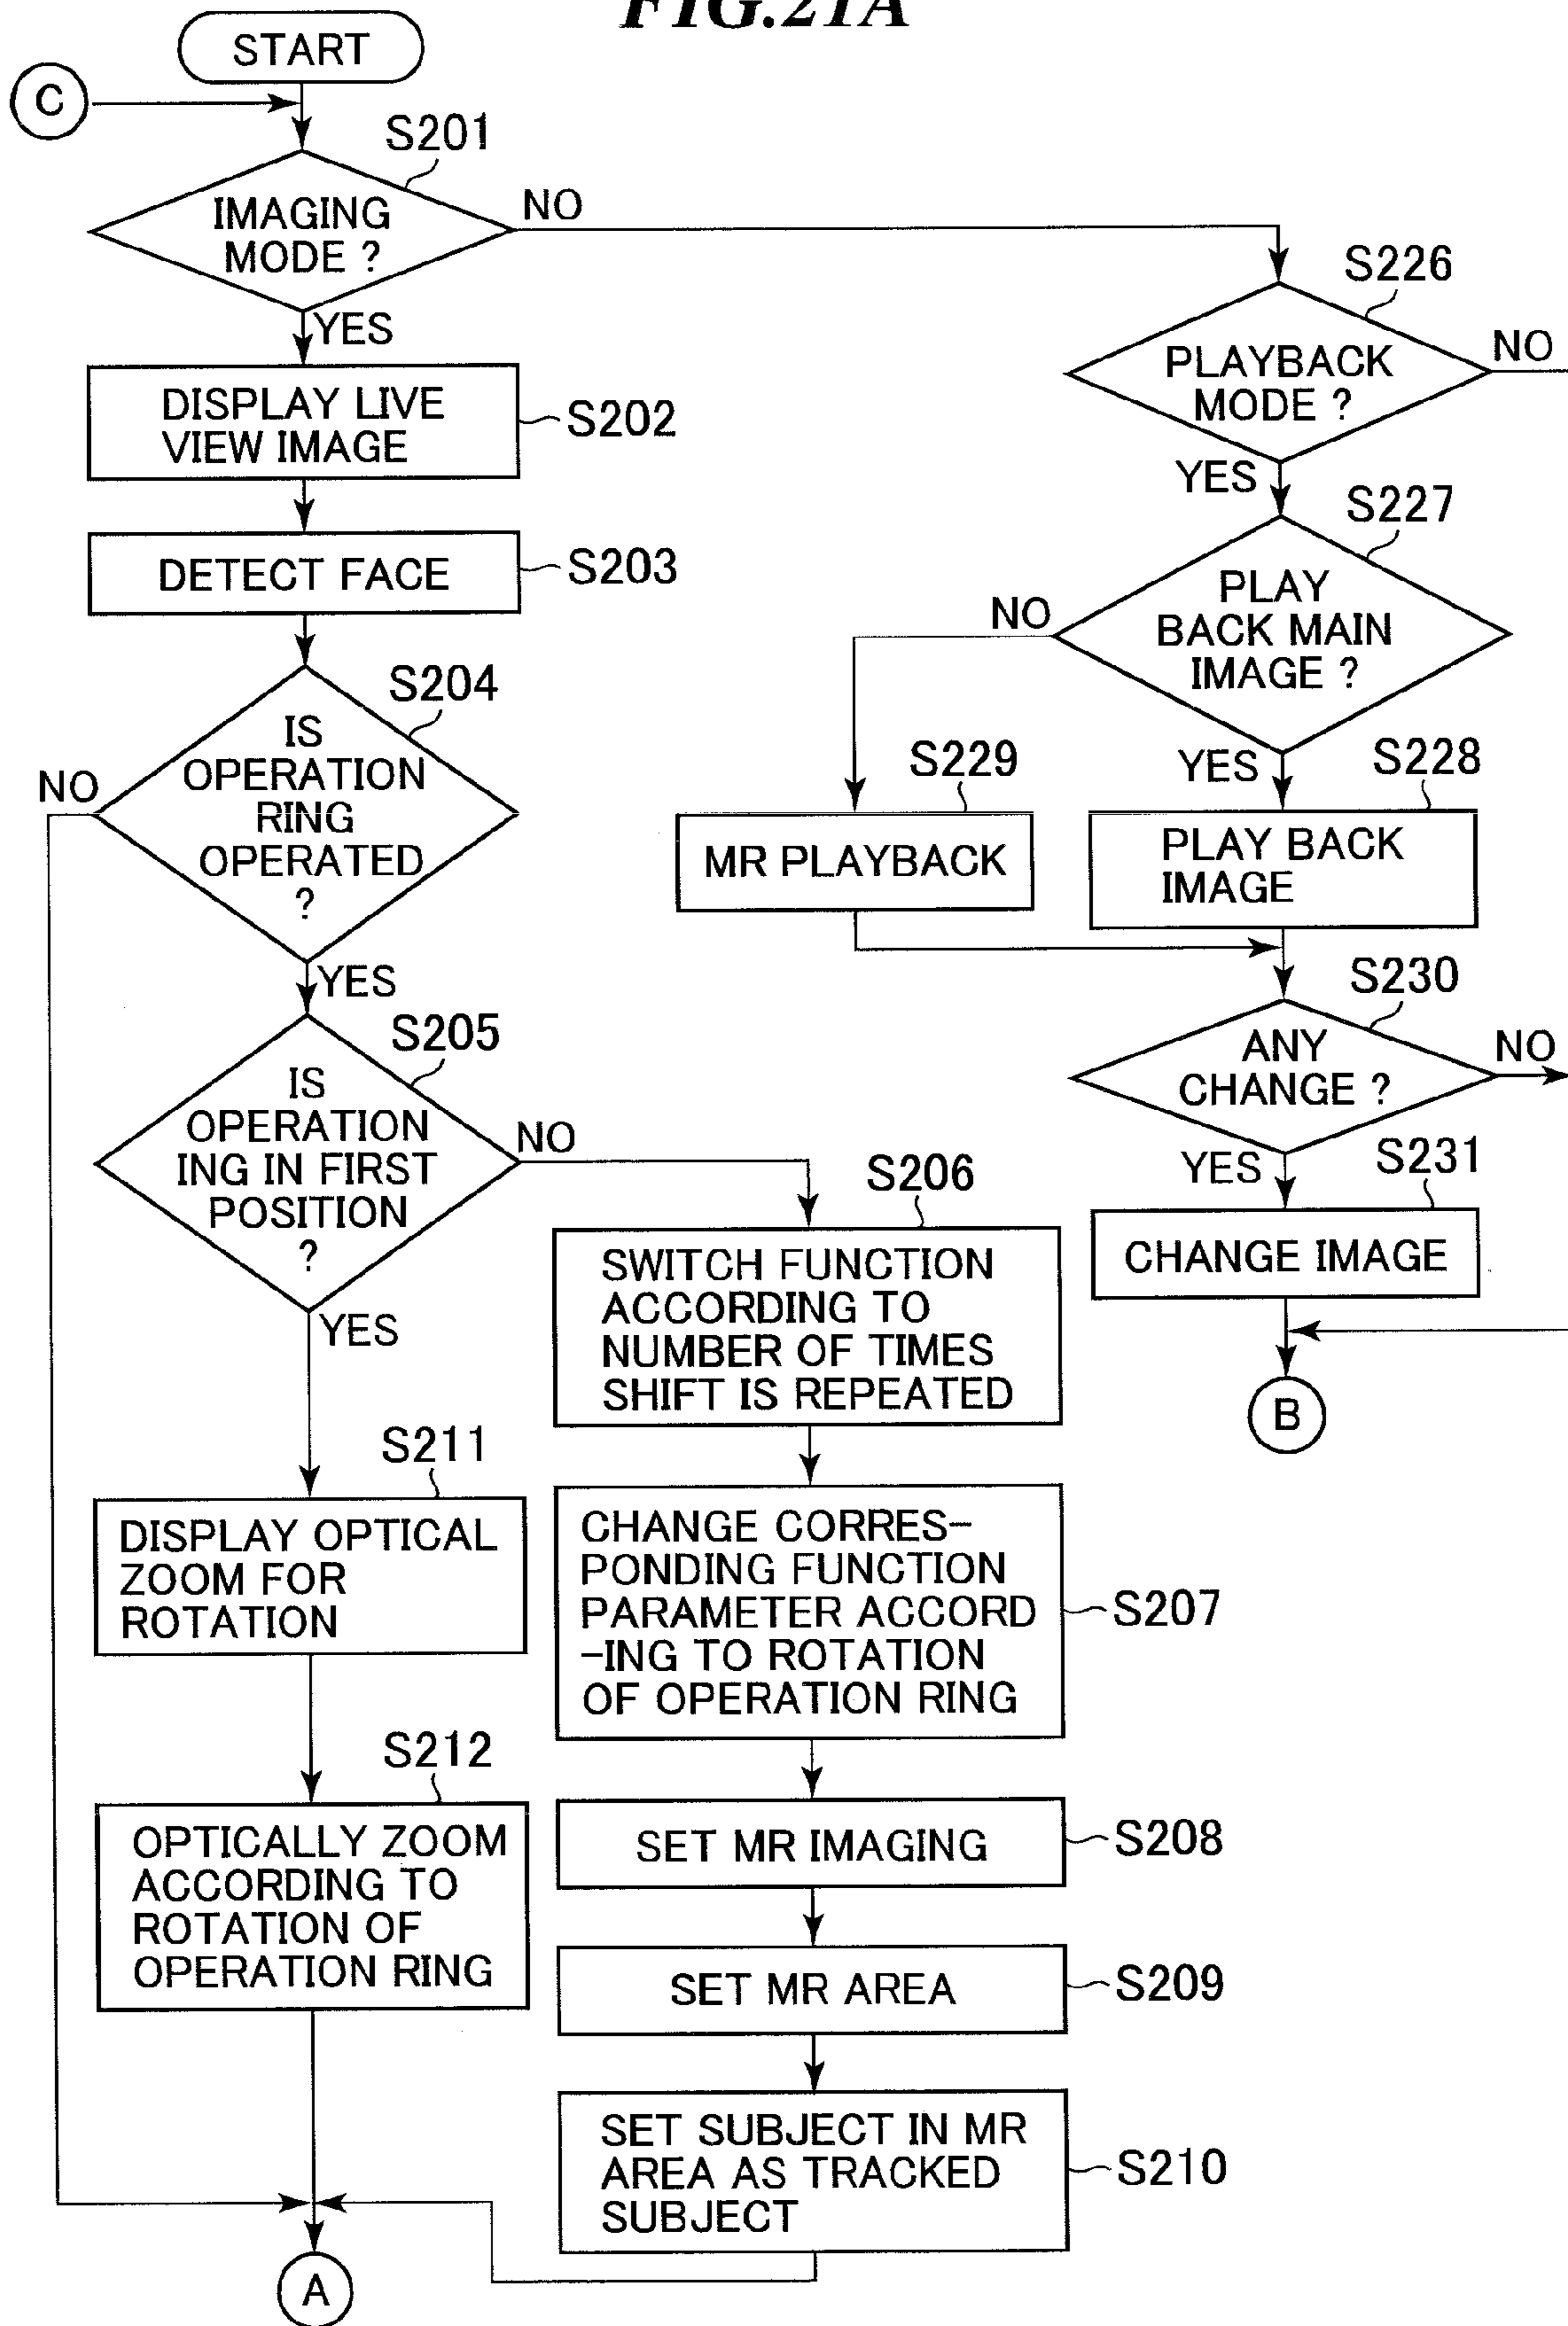 FIG.21A
START
C
S201
IMAGING
MODE ?
NO
YES
DISPLAY LIVE
VIEW IMAGE
S202
DETECT FACE
S203
S204
IS
OPERATION
RING
OPERATED
?
NO
YES
S205
IS
OPERATION
ING IN FIRST
POSITION
?
NO
YES
S206
SWITCH FUNCTION
ACCORDING TO
NUMBER OF TIMES
SHIFT IS REPEATED
CHANGE CORRES-
PONDING FUNCTION
PARAMETER ACCORD
-ING TO ROTATION
OF OPERATION RING
S207
SET MR IMAGING
S208
SET MR AREA
S209
SET SUBJECT IN MR
AREA AS TRACKED
SUBJECT
S210
S211
DISPLAY OPTICAL
ZOOM FOR
ROTATION
S212
OPTICALLY ZOOM
ACCORDING TO
ROTATION OF
OPERATION RING
A
S226
PLAYBACK
MODE ?
NO
YES
S227
PLAY
BACK MAIN
IMAGE ?
NO
YES
S229
MR PLAYBACK
S228
PLAY BACK
IMAGE
S230
ANY
CHANGE ?
NO
YES
S231
CHANGE IMAGE
B